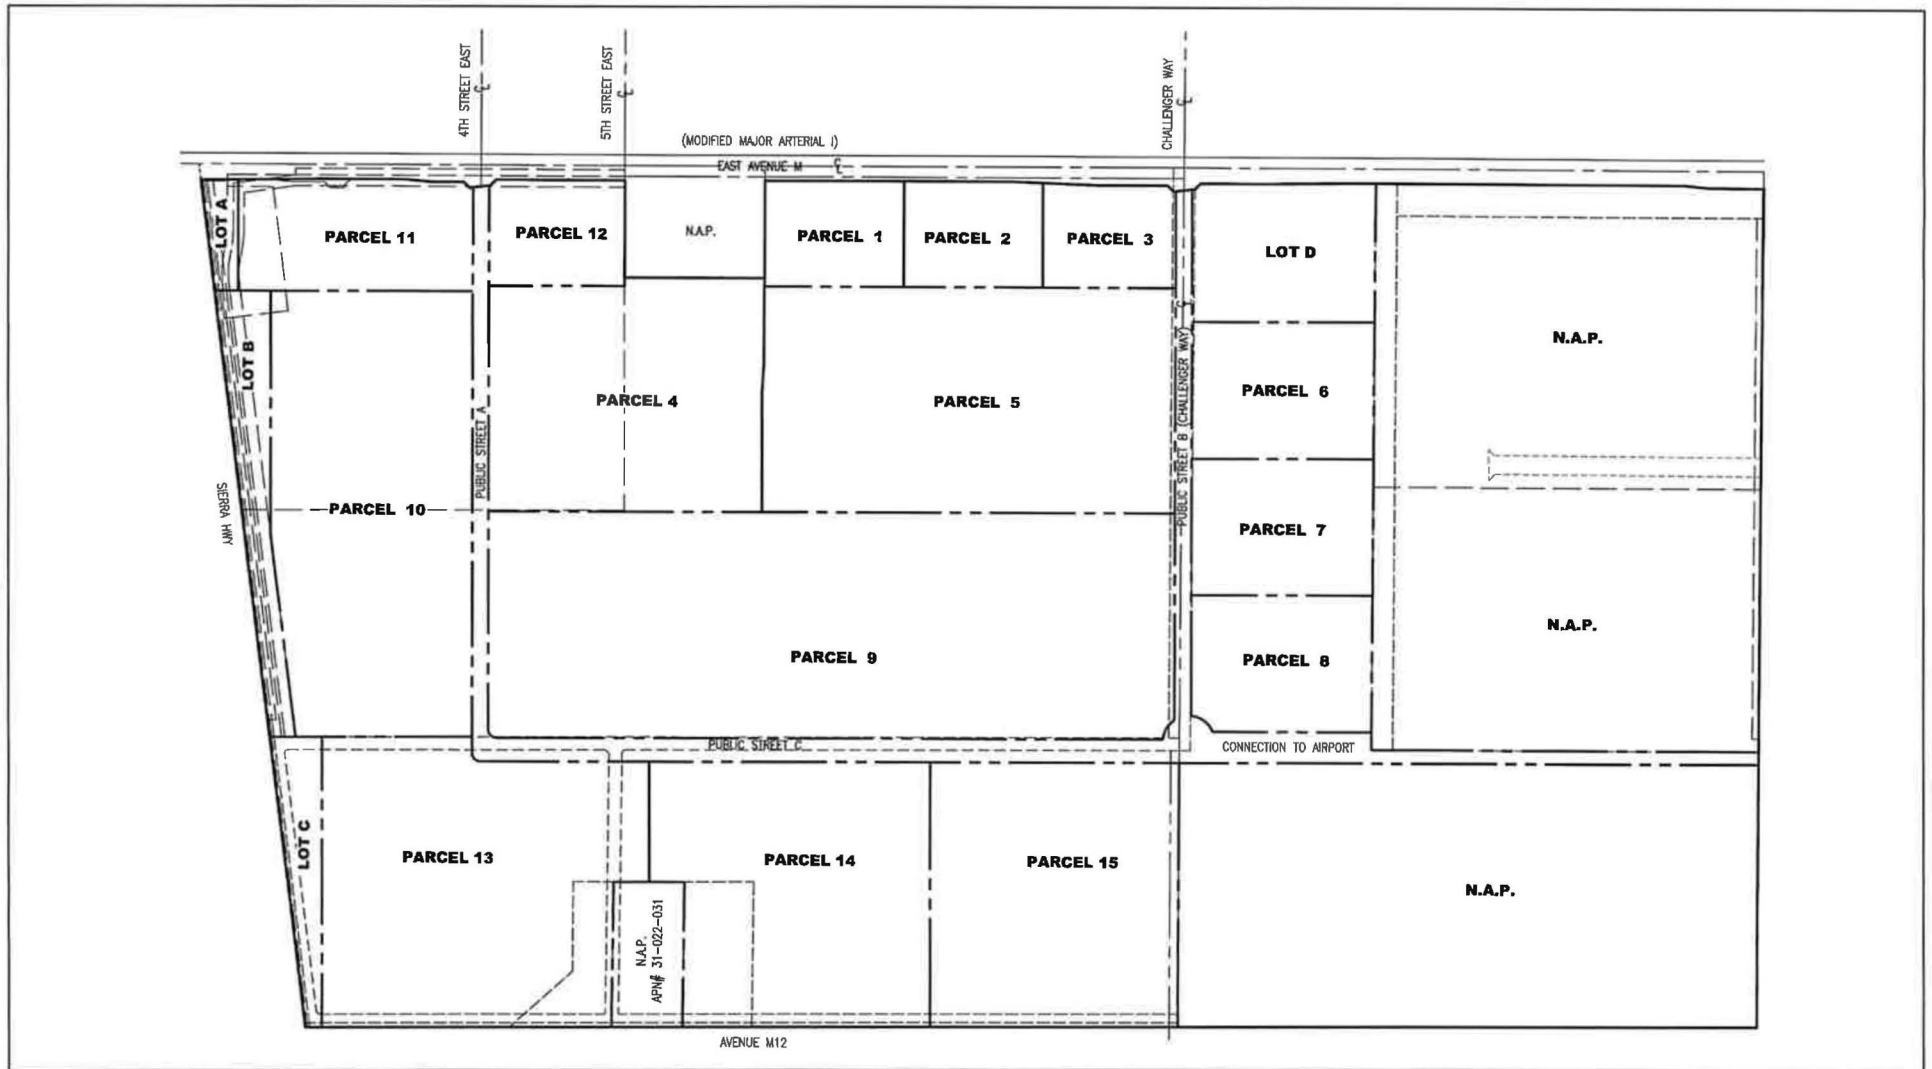 4TH STREET EAST
5TH STREET EAST
CHALLENGER WAY
(MODIFIED MAJOR ARTERIAL I)
EAST AVENUE M
LOT A
PARCEL 11
PARCEL 12
N.A.P.
PARCEL 1
PARCEL 2
PARCEL 3
LOT D
N.A.P.
LOT B
PARCEL 4
PARCEL 5
PARCEL 6
PUBLIC STREET A
PUBLIC STREET B (CHALLENGER WAY)
SIERRA HWY
PARCEL 10
PARCEL 7
N.A.P.
PARCEL 9
PARCEL 8
PUBLIC STREET C
CONNECTION TO AIRPORT
LOT C
PARCEL 13
PARCEL 14
PARCEL 15
N.A.P.
N.A.P.
APN# 31-022-031
AVENUE M12